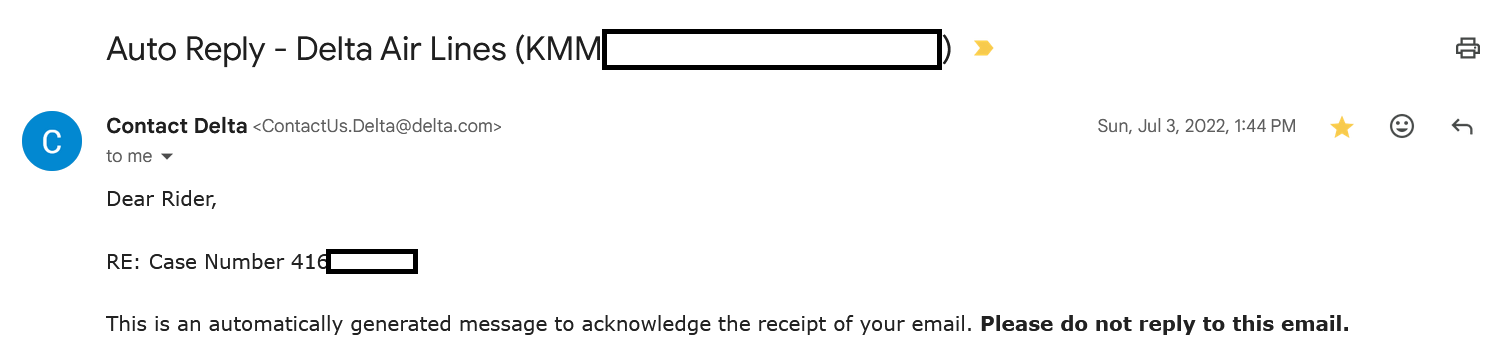 Auto Reply - Delta Air Lines (KMM )
C
Contact Delta <ContactUs.Delta@delta.com>
Sun, Jul 3, 2022, 1:44 PM
to me
Dear Rider,
RE: Case Number 416
This is an automatically generated message to acknowledge the receipt of your email. Please do not reply to this email.